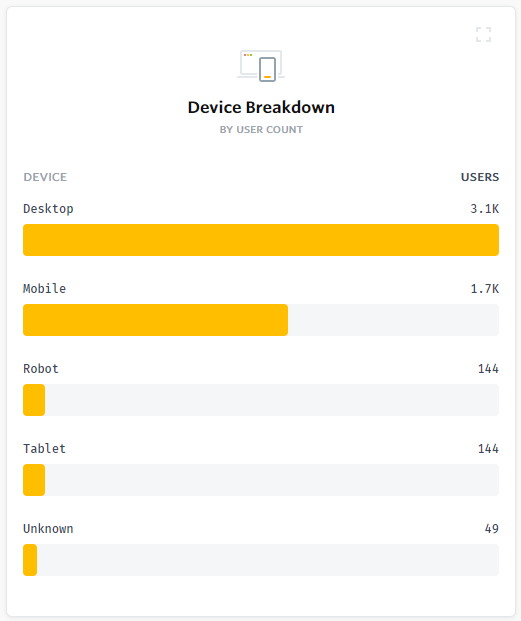 Device Breakdown
BY USER COUNT
DEVICE USERS
Desktop 3.1K
Mobile 1.7K
Robot 144
Tablet 144
Unknown 49